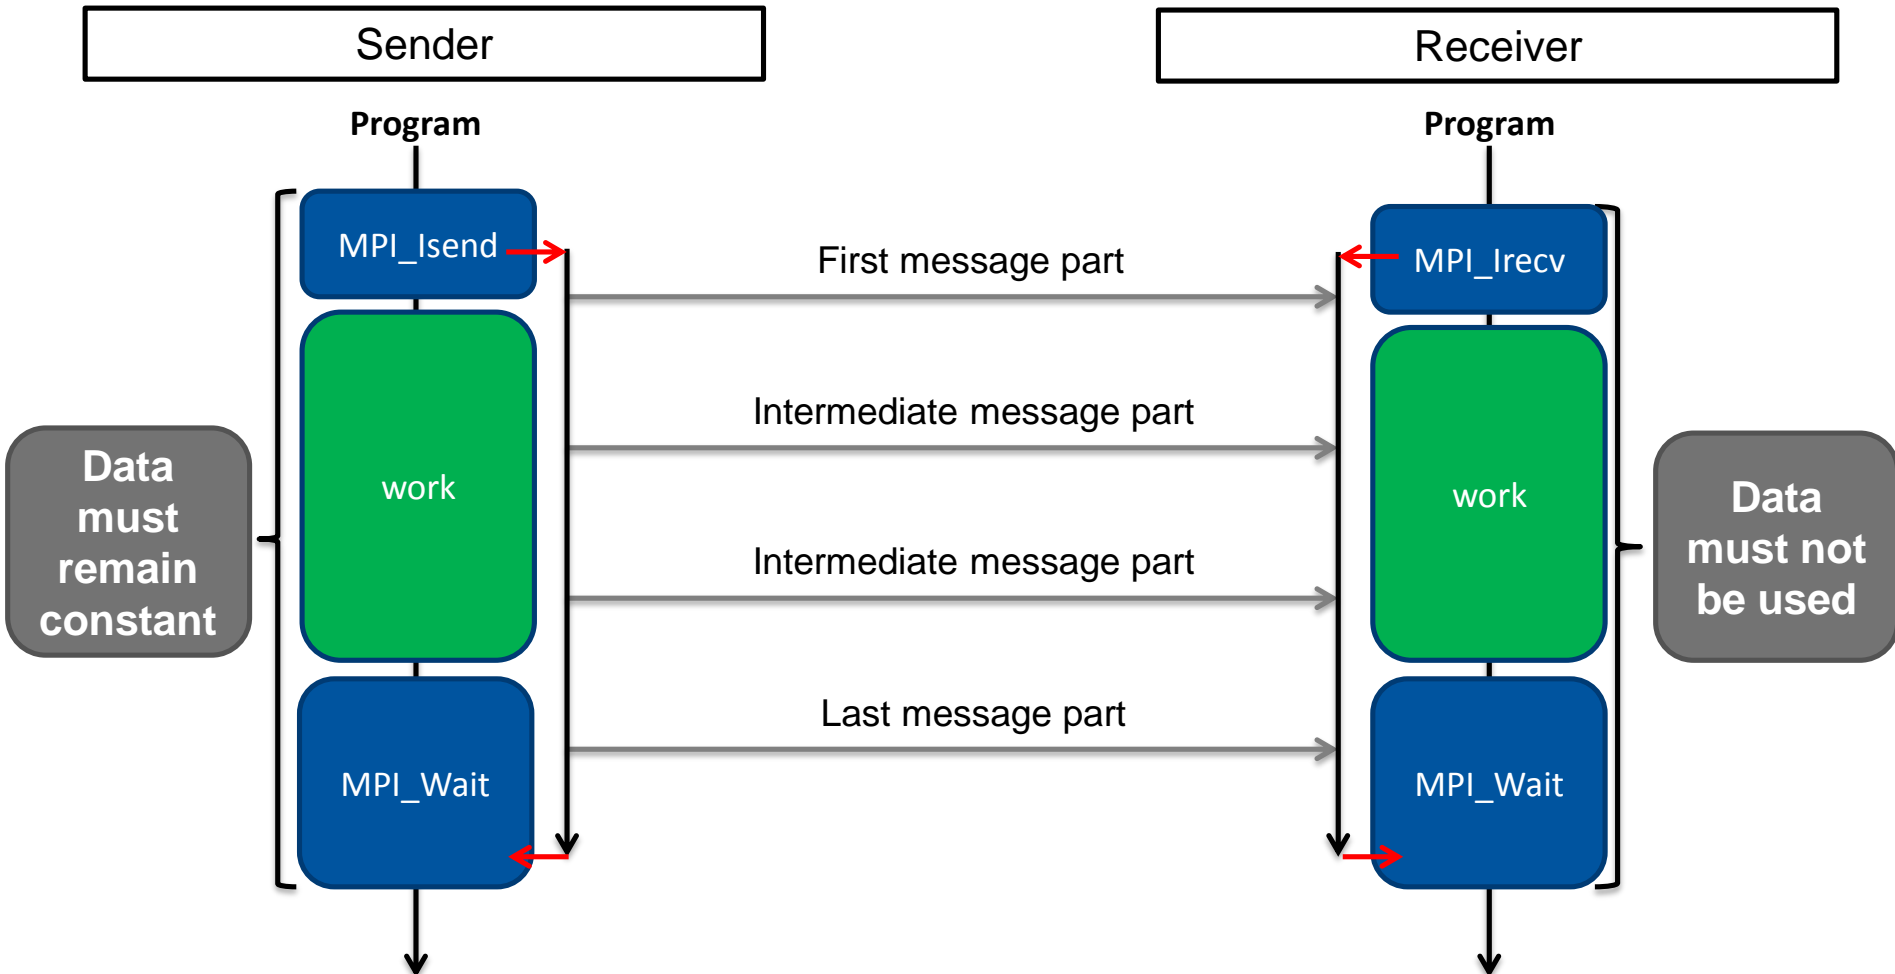 Sender
Receiver
Program
Program
MPI_Isend
MPI_Irecv
First message part
Intermediate message part
work
work
Data
must
remain
constant
Data
must not
be used
Intermediate message part
Last message part
MPI_Wait
MPI_Wait